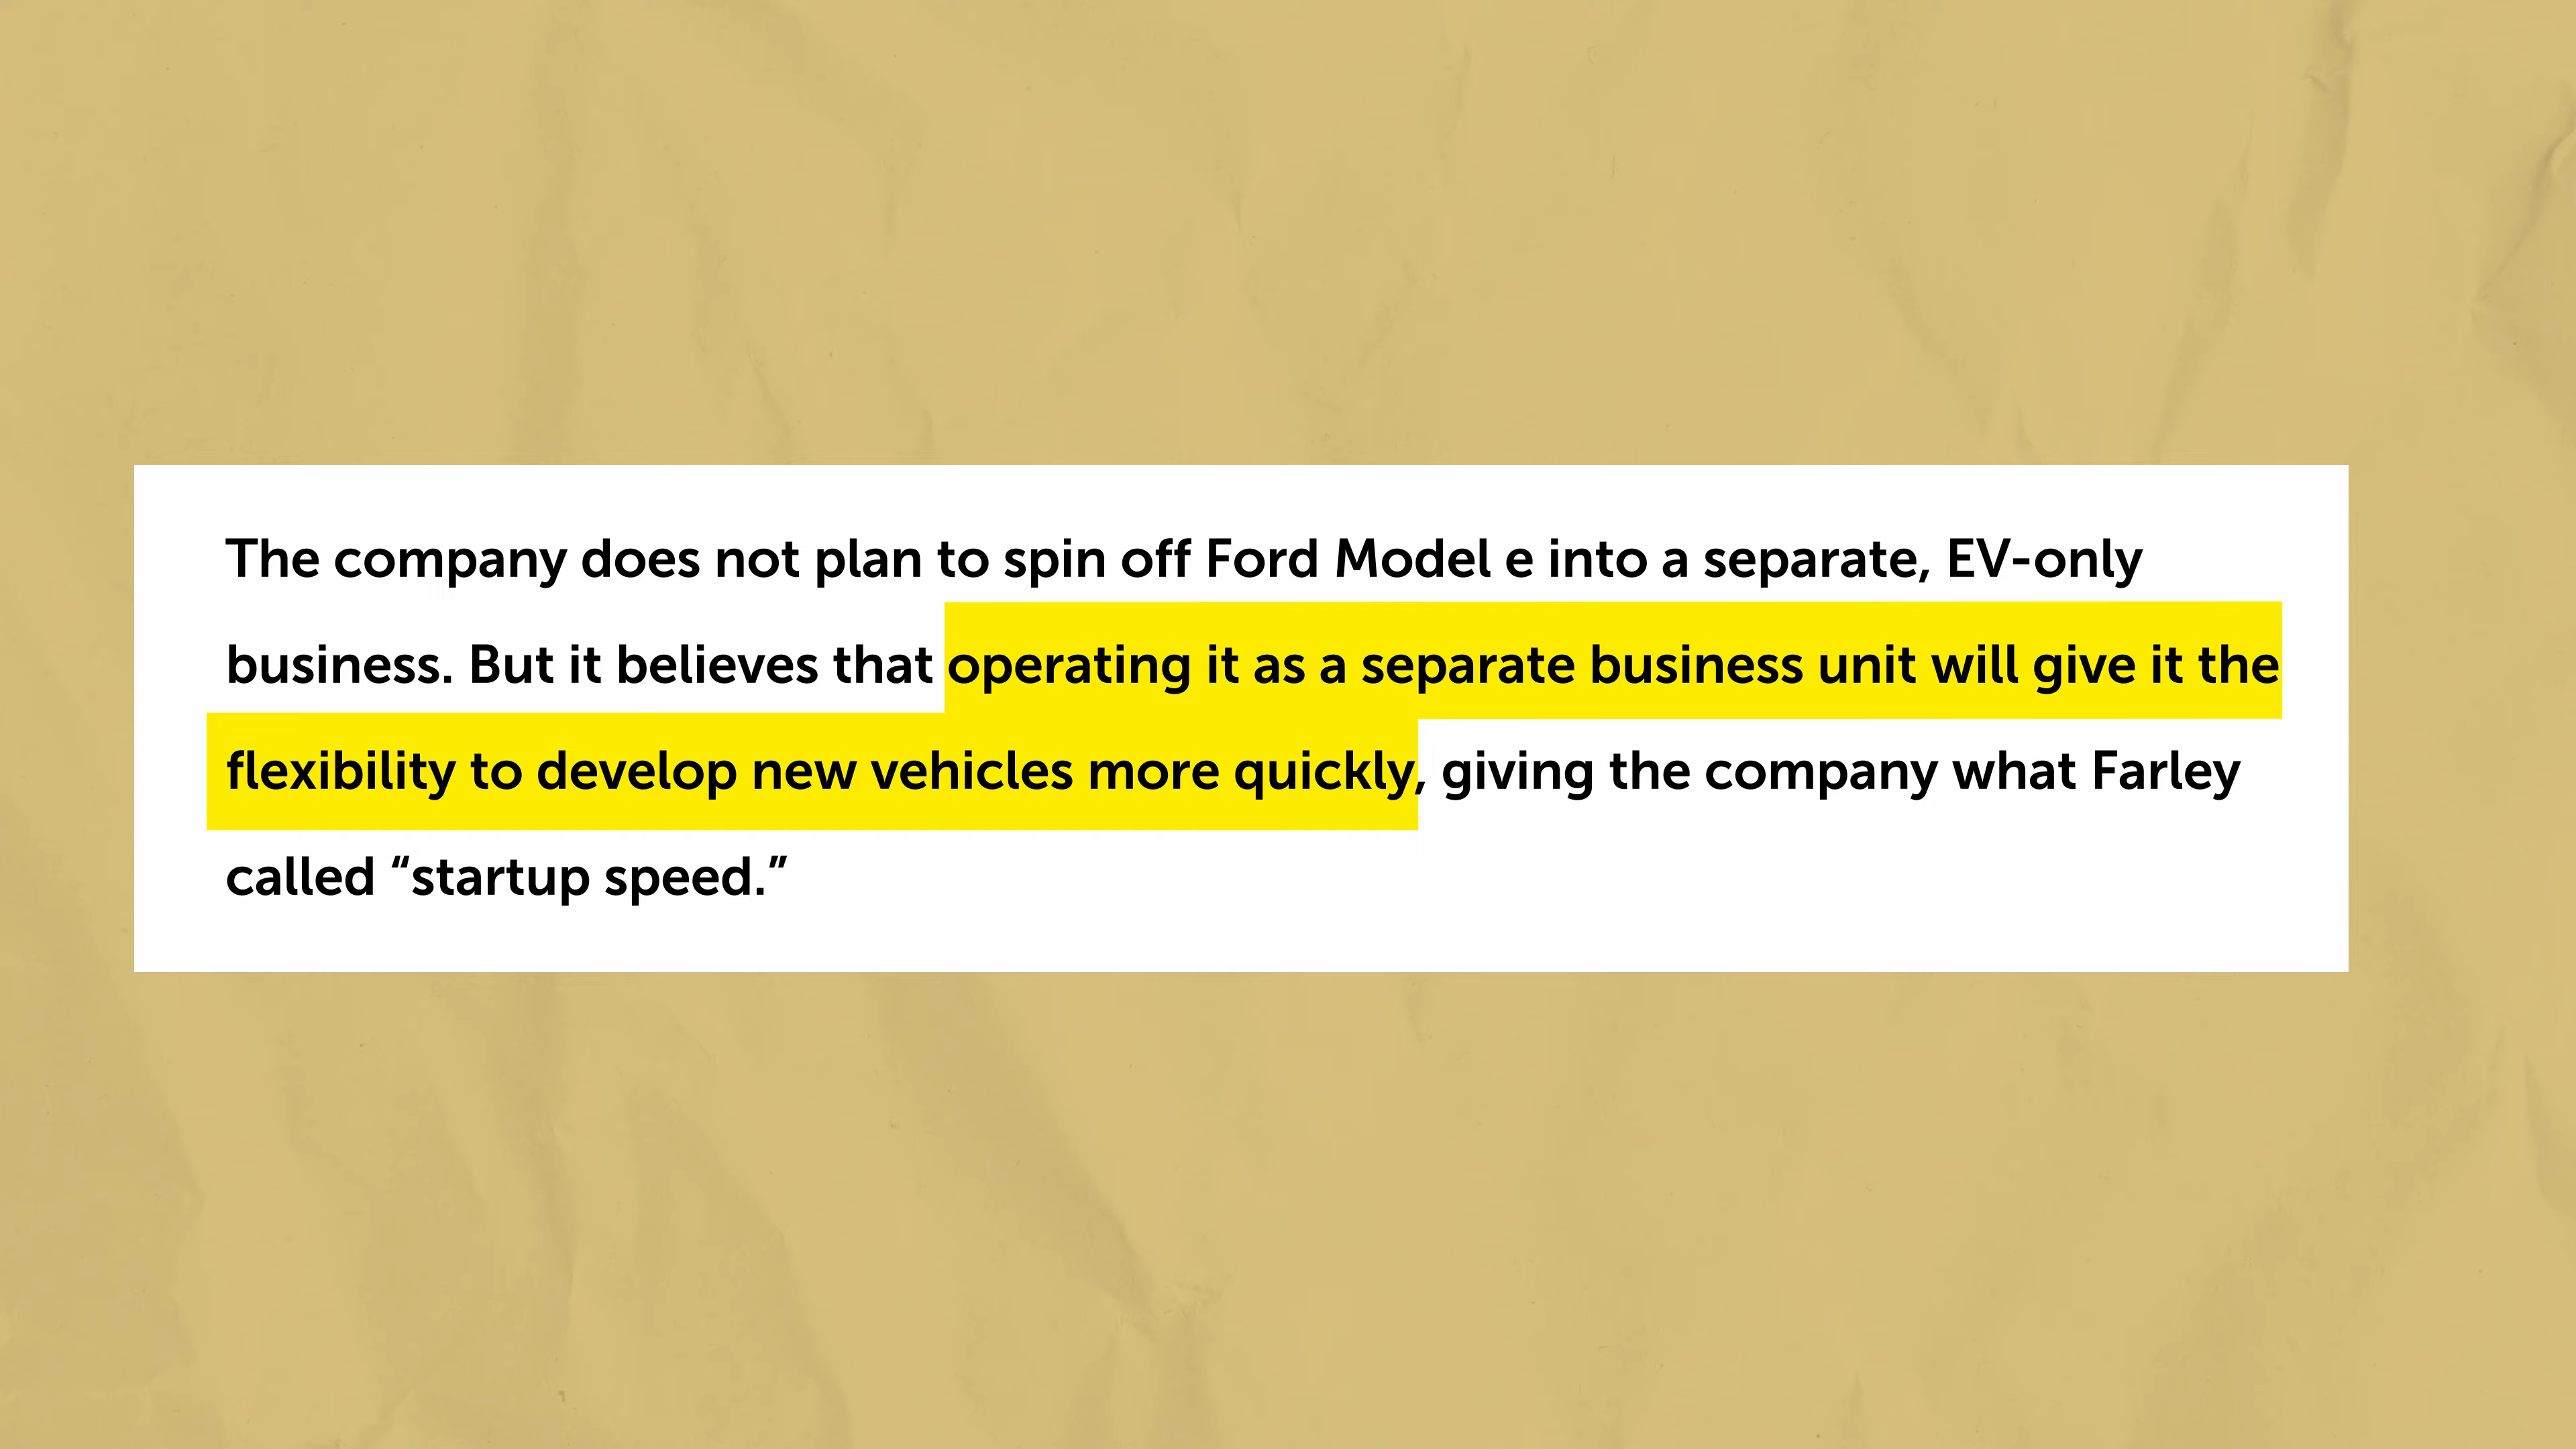 The company does not plan to spin off Ford Model e into a separate, EV-only
business. But it believes that operating it as a separate business unit will give it the
flexibility to develop new vehicles more quickly, giving the company what Farley
called “startup speed.”